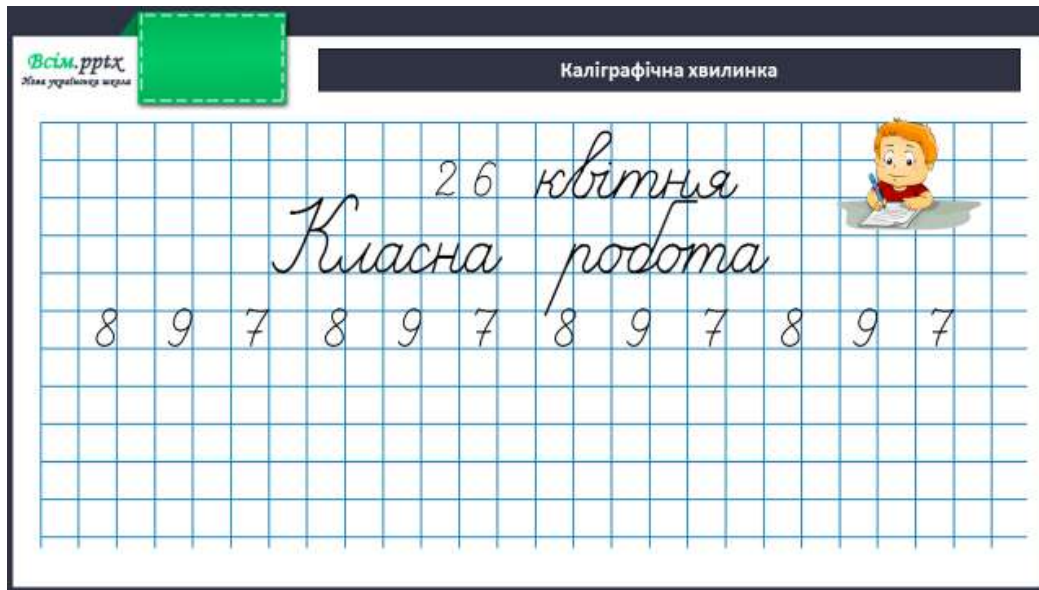 Всім.pptx
Нова українська школа
Каліграфічна хвилинка
26 квітня
Класна робота
8 9 7 8 9 7 8 9 7 8 9 7